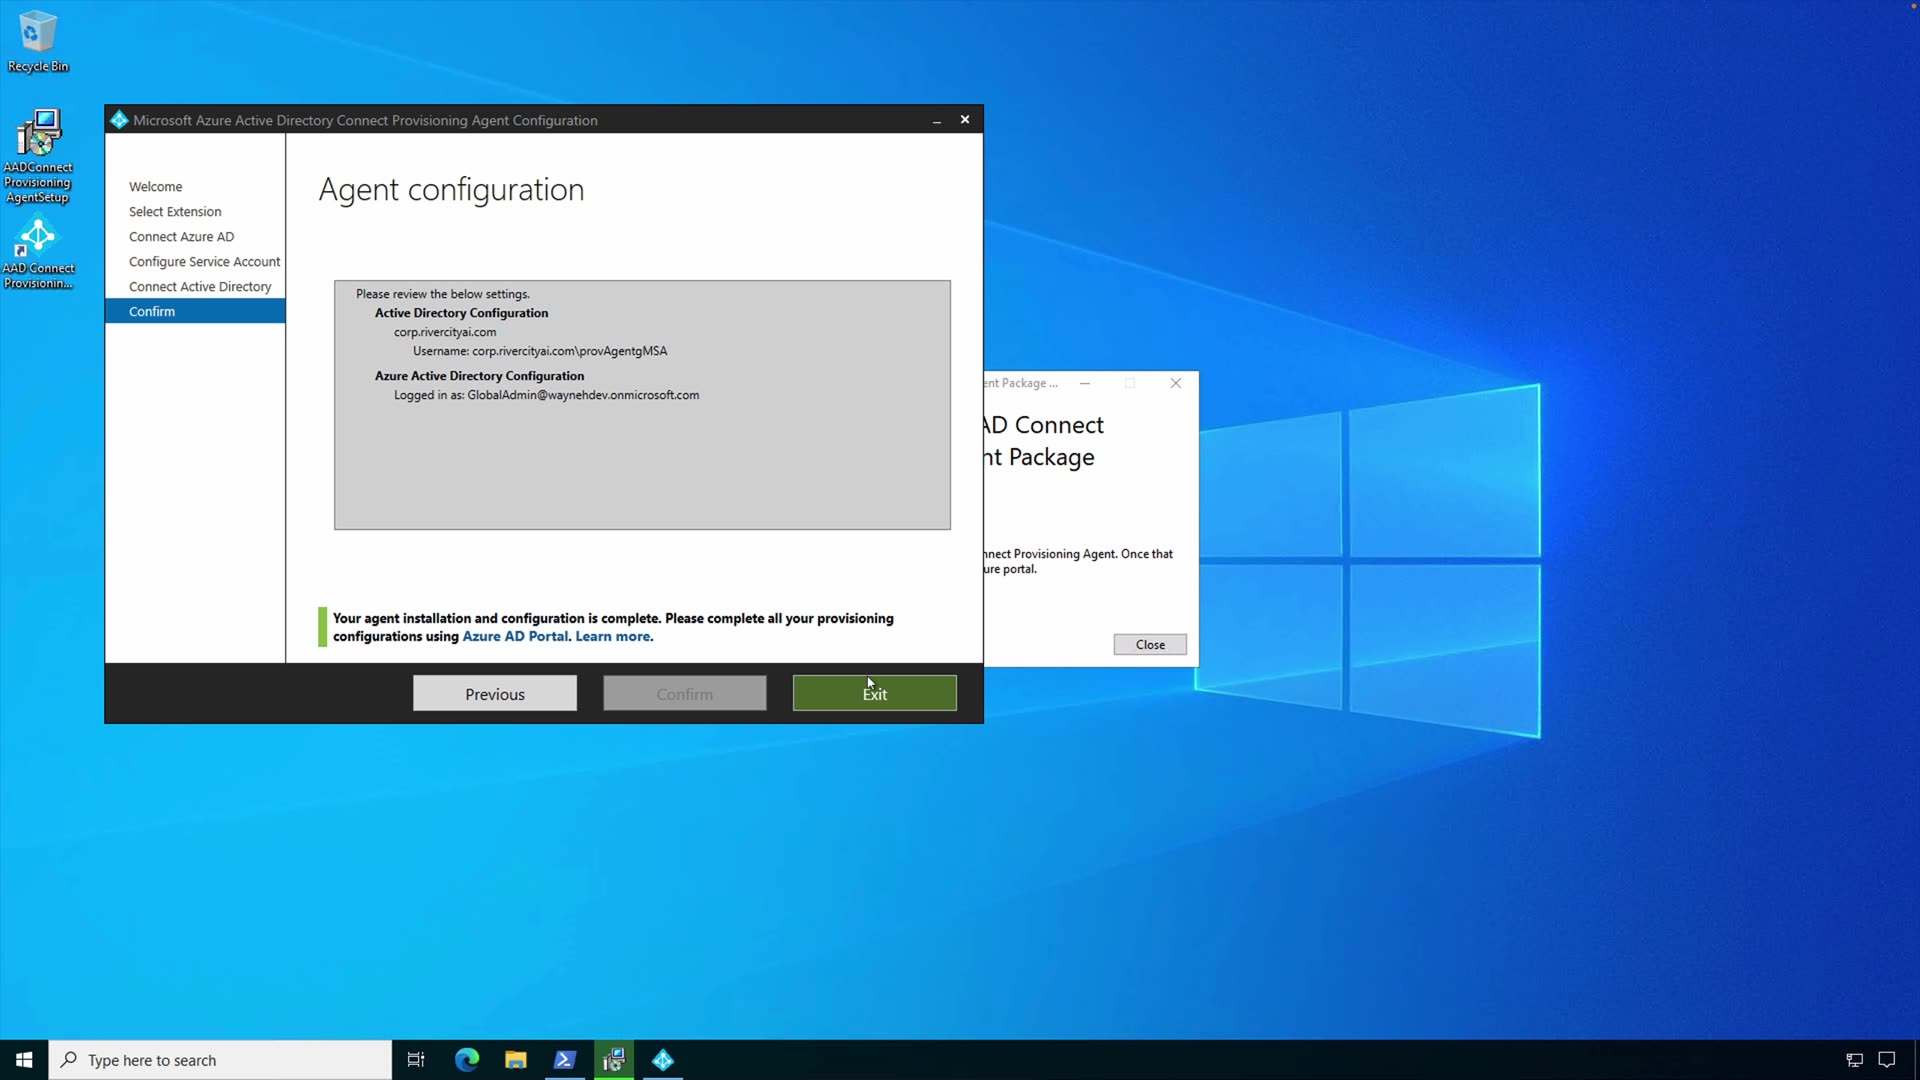 Recycle Bin
AADConnect
Provisioning
AgentSetup
AAD Connect
Provisionin...
Microsoft Azure Active Directory Connect Provisioning Agent Configuration
Welcome
Select Extension
Connect Azure AD
Configure Service Account
Connect Active Directory
Confirm
Agent configuration
Please review the below settings.
Active Directory Configuration
corp.rivercityai.com
Username: corp.rivercityai.com\provAgentgMSA
Azure Active Directory Configuration
Logged in as: GlobalAdmin@waynehdev.onmicrosoft.com
Your agent installation and configuration is complete. Please complete all your provisioning
configurations using Azure AD Portal. Learn more.
Previous
Confirm
Exit
ent Package ...
AD Connect
nt Package
nnect Provisioning Agent. Once that
ure portal.
Close
Type here to search